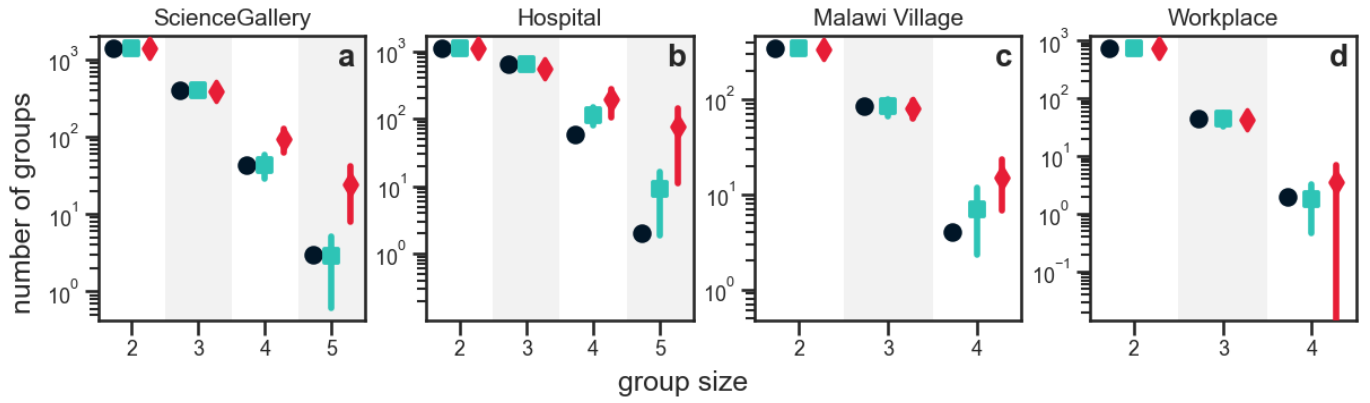 ScienceGallery Hospital Malawi Village Workplace
a b c d
number of groups
10³ 10² 10¹ 10⁰
10³ 10² 10¹ 10⁰
10² 10¹ 10⁰
10³ 10² 10¹ 10⁰ 10⁻¹
2 3 4 5
2 3 4 5
2 3 4
2 3 4
group size